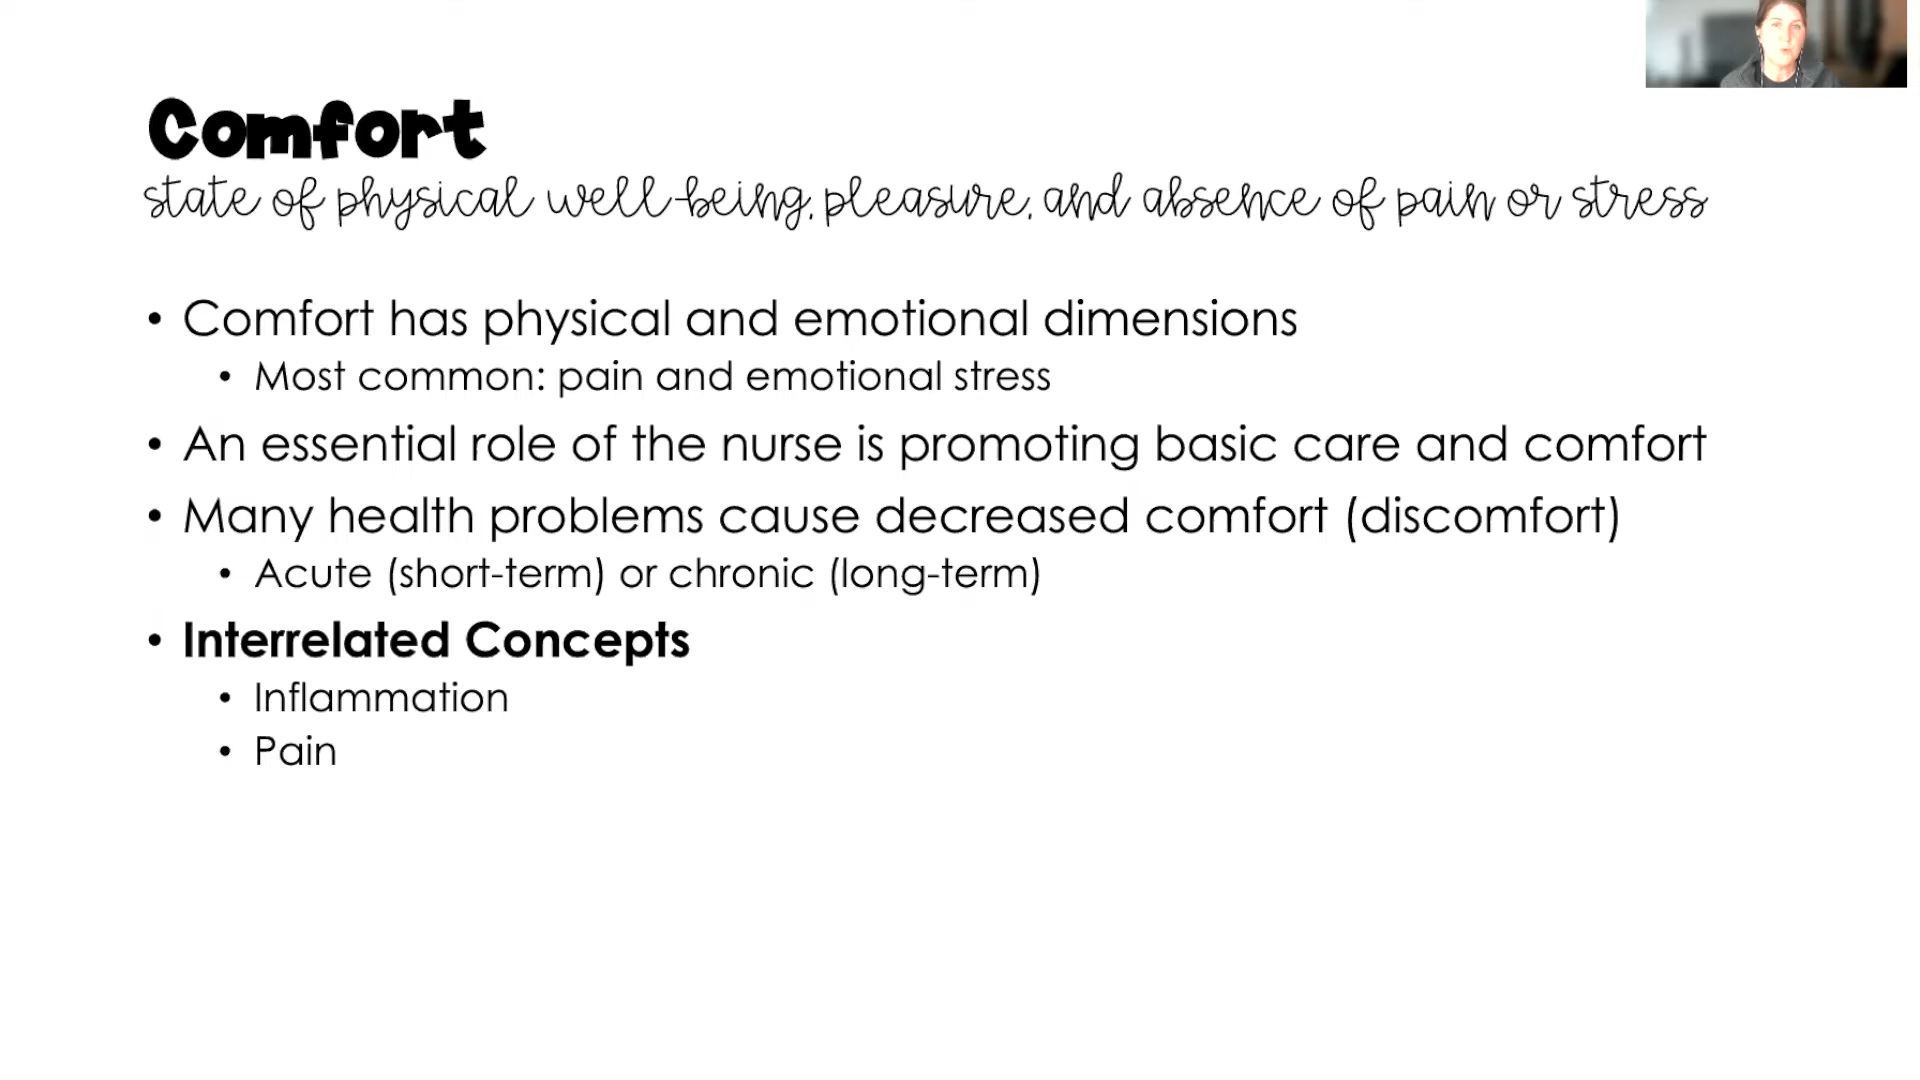 Comfort
state of physical well-being, pleasure, and absence of pain or stress
• Comfort has physical and emotional dimensions
• Most common: pain and emotional stress
• An essential role of the nurse is promoting basic care and comfort
• Many health problems cause decreased comfort (discomfort)
• Acute (short-term) or chronic (long-term)
• Interrelated Concepts
• Inflammation
• Pain